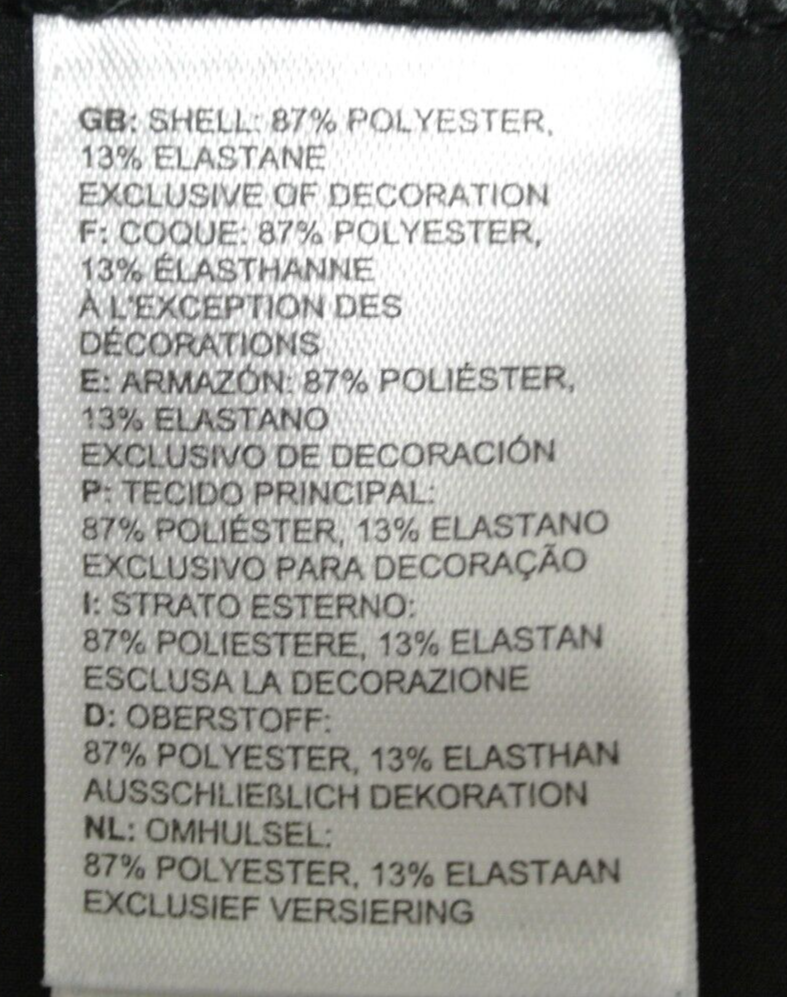 GB: SHELL: 87% POLYESTER,
13% ELASTANE
EXCLUSIVE OF DECORATION
F: COQUE: 87% POLYESTER,
13% ÉLASTHANNE
À L'EXCEPTION DES
DÉCORATIONS
E: ARMAZÓN: 87% POLIÉSTER,
13% ELASTANO
EXCLUSIVO DE DECORACIÓN
P: TECIDO PRINCIPAL:
87% POLIÉSTER, 13% ELASTANO
EXCLUSIVO PARA DECORAÇÃO
I: STRATO ESTERNO:
87% POLIESTERE, 13% ELASTAN
ESCLUSA LA DECORAZIONE
D: OBERSTOFF:
87% POLYESTER, 13% ELASTHAN
AUSSCHLIEßLICH DEKORATION
NL: OMHULSEL:
87% POLYESTER, 13% ELASTAAN
EXCLUSIEF VERSIERING